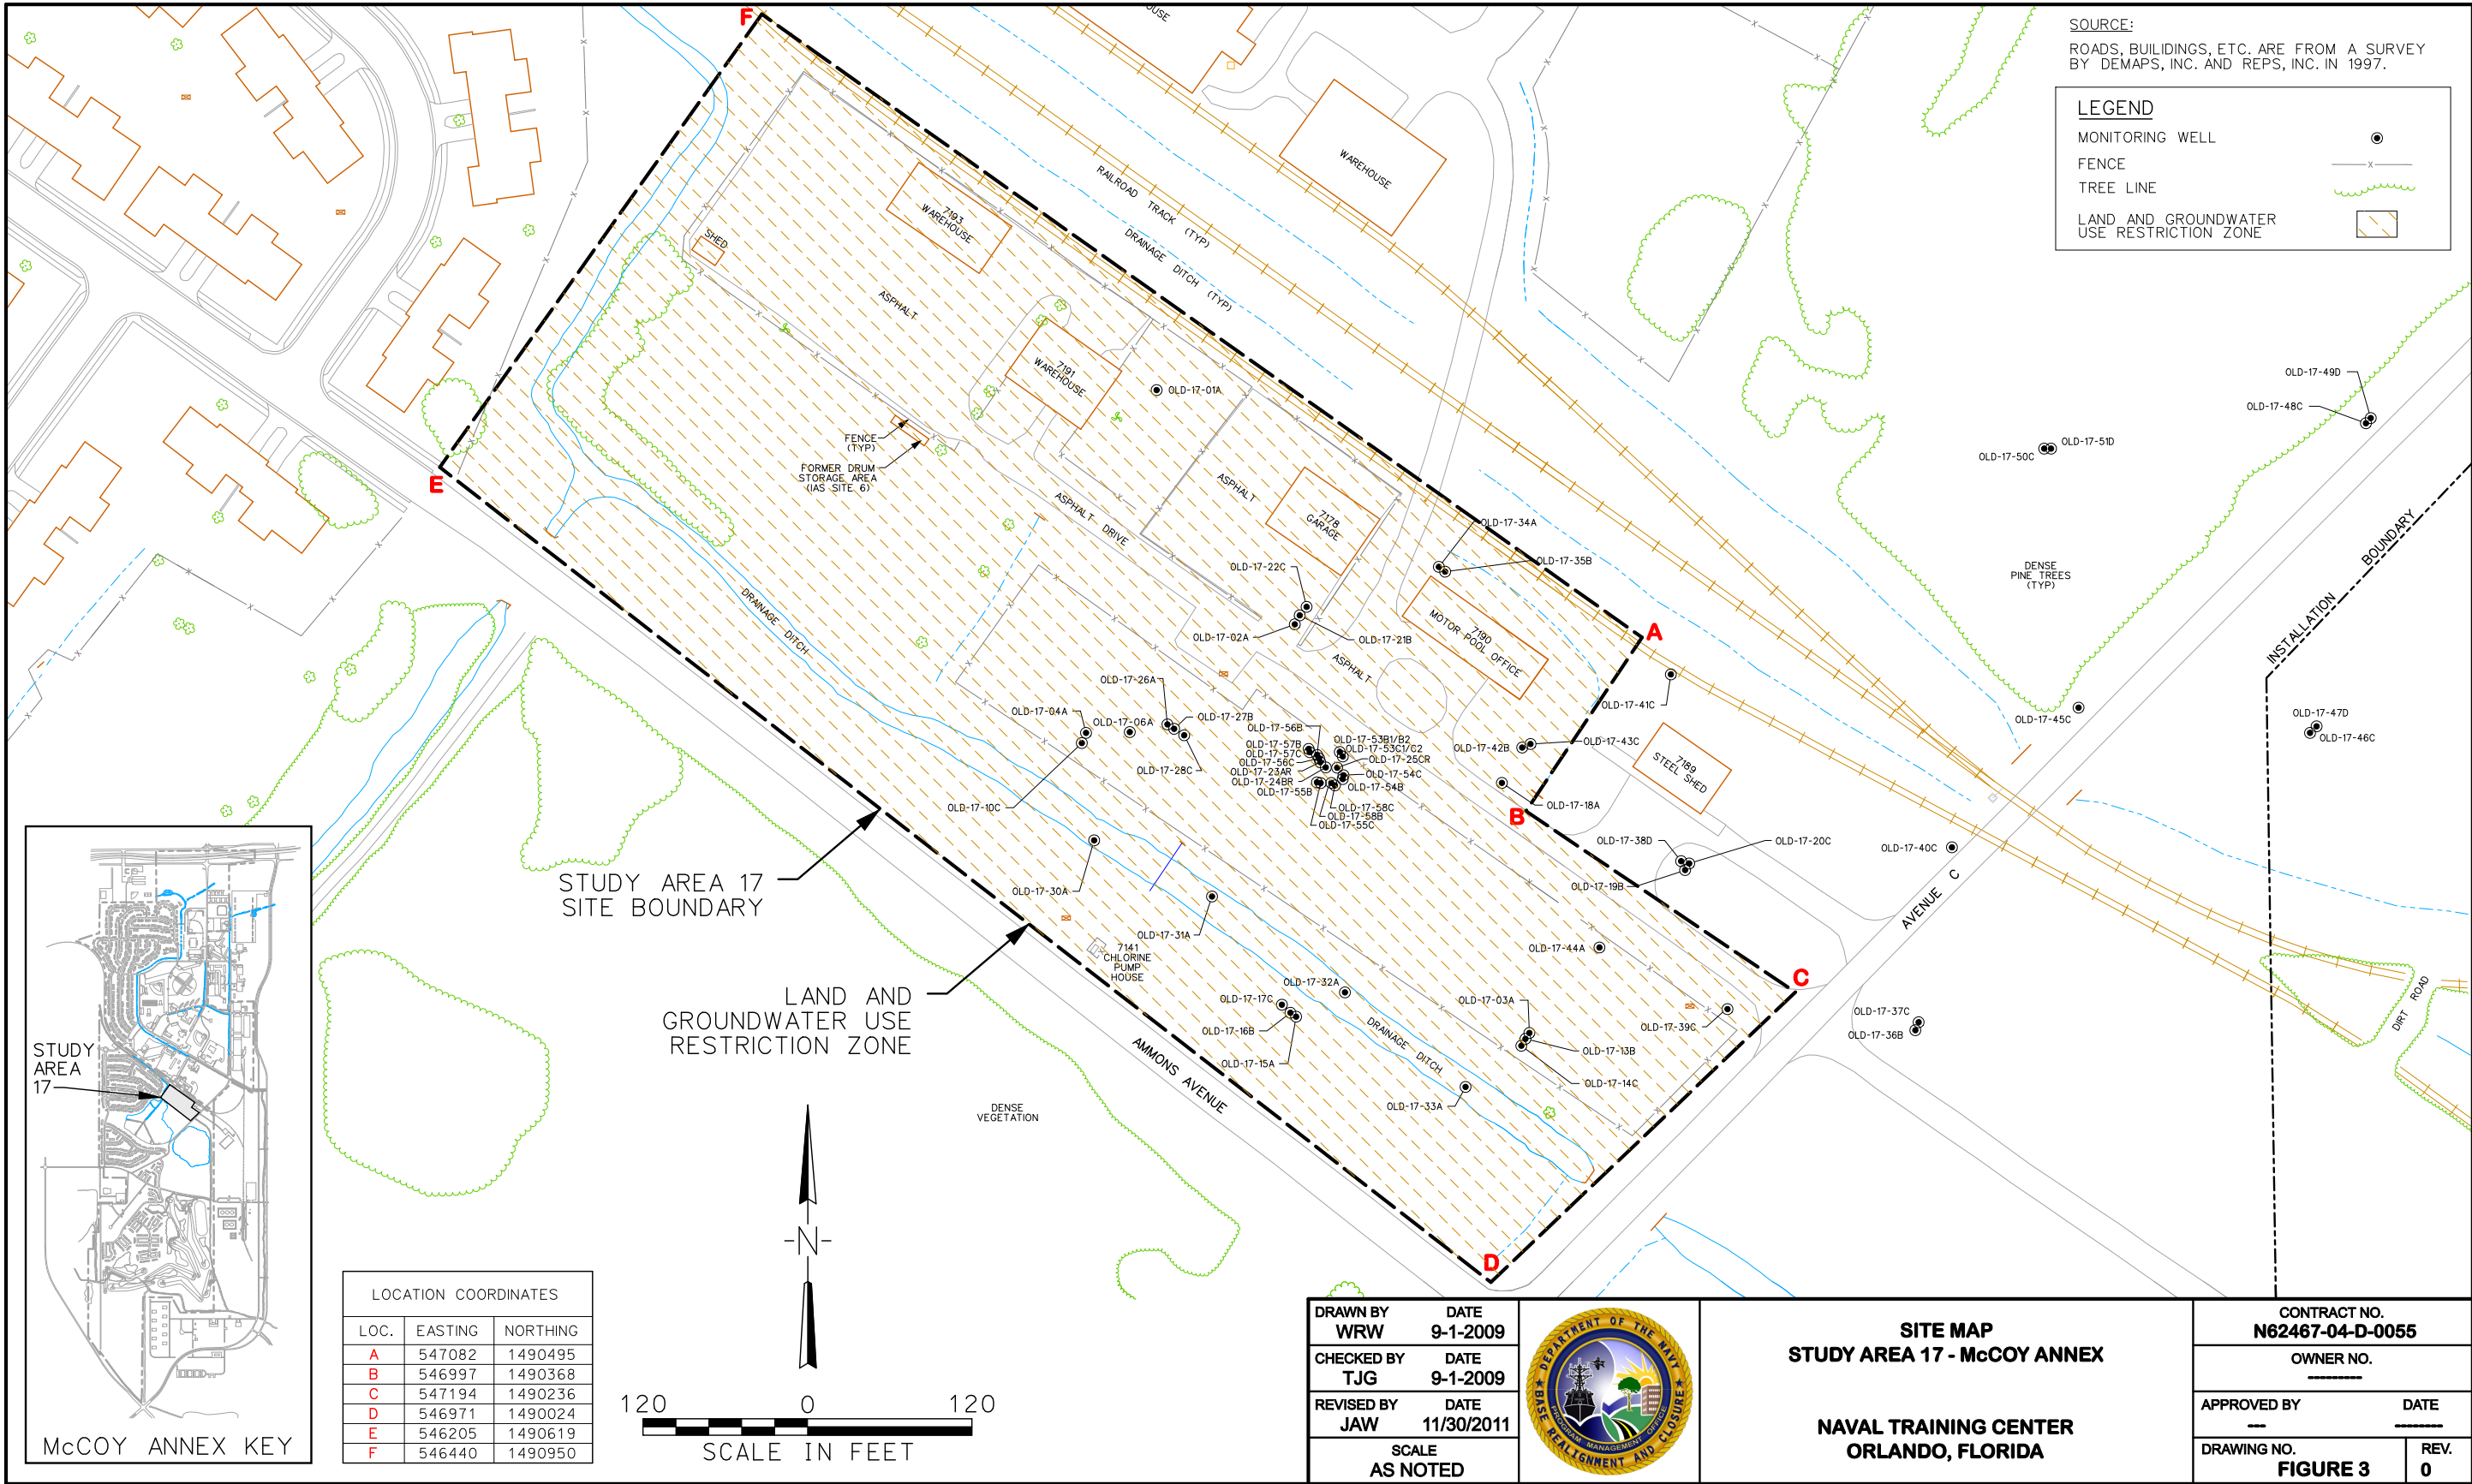 SOURCE:
ROADS, BUILIDINGS, ETC. ARE FROM A SURVEY
BY DEMAPS, INC. AND REPS, INC. IN 1997.
LEGEND
MONITORING WELL
FENCE
x
TREE LINE
LAND AND GROUNDWATER
USE RESTRICTION ZONE
F
WAREHOUSE
RAILROAD TRACK (TYP)
DRAINAGE DITCH (TYP)
7193
WAREHOUSE
SHED
ASPHALT
7191
WAREHOUSE
OLD-17-01A
FENCE
(TYP)
FORMER DRUM
STORAGE AREA
(IAS SITE 6)
E
ASPHALT DRIVE
ASPHALT
7178
GARAGE
OLD-17-49D
OLD-17-48C
OLD-17-51D
OLD-17-50C
OLD-17-34A
OLD-17-35B
OLD-17-22C
OLD-17-02A
OLD-17-21B
DENSE
PINE TREES
(TYP)
INSTALLATION BOUNDARY
DRAINAGE DITCH
7190
MOTOR POOL OFFICE
ASPHALT
A
OLD-17-41C
OLD-17-45C
OLD-17-47D
OLD-17-46C
OLD-17-26A
OLD-17-04A
OLD-17-06A
OLD-17-27B
OLD-17-28C
OLD-17-10C
OLD-17-56B
OLD-17-57B
OLD-17-57C
OLD-17-56C
OLD-17-23AR
OLD-17-24BR
OLD-17-55B
OLD-17-53B1/B2
OLD-17-53C1/C2
OLD-17-25CR
OLD-17-54C
OLD-17-54B
OLD-17-58C
OLD-17-58B
OLD-17-55C
OLD-17-42B
OLD-17-43C
OLD-17-18A
7189
STEEL SHED
B
OLD-17-38D
OLD-17-20C
OLD-17-19B
OLD-17-40C
AVENUE C
STUDY AREA 17
SITE BOUNDARY
OLD-17-30A
OLD-17-31A
7141
CHLORINE
PUMP
HOUSE
OLD-17-44A
C
LAND AND
GROUNDWATER USE
RESTRICTION ZONE
OLD-17-32A
OLD-17-17C
OLD-17-16B
OLD-17-15A
OLD-17-03A
OLD-17-39C
OLD-17-13B
OLD-17-14C
OLD-17-33A
OLD-17-37C
OLD-17-36B
DIRT ROAD
DRAINAGE DITCH
AMMONS AVENUE
DENSE
VEGETATION
D
STUDY
AREA
17
McCOY ANNEX KEY
-N-
LOCATION COORDINATES
LOC. EASTING NORTHING
A 547082 1490495
B 546997 1490368
C 547194 1490236
D 546971 1490024
E 546205 1490619
F 546440 1490950
120 0 120
SCALE IN FEET
DRAWN BY DATE
WRW 9-1-2009
CHECKED BY DATE
TJG 9-1-2009
REVISED BY DATE
JAW 11/30/2011
SCALE
AS NOTED
DEPARTMENT OF THE NAVY
BASE REALIGNMENT AND CLOSURE
PROGRAM MANAGEMENT OFFICE
SITE MAP
STUDY AREA 17 - McCOY ANNEX
NAVAL TRAINING CENTER
ORLANDO, FLORIDA
CONTRACT NO.
N62467-04-D-0055
OWNER NO.
---------
APPROVED BY DATE
--- --------
DRAWING NO. REV.
FIGURE 3 0